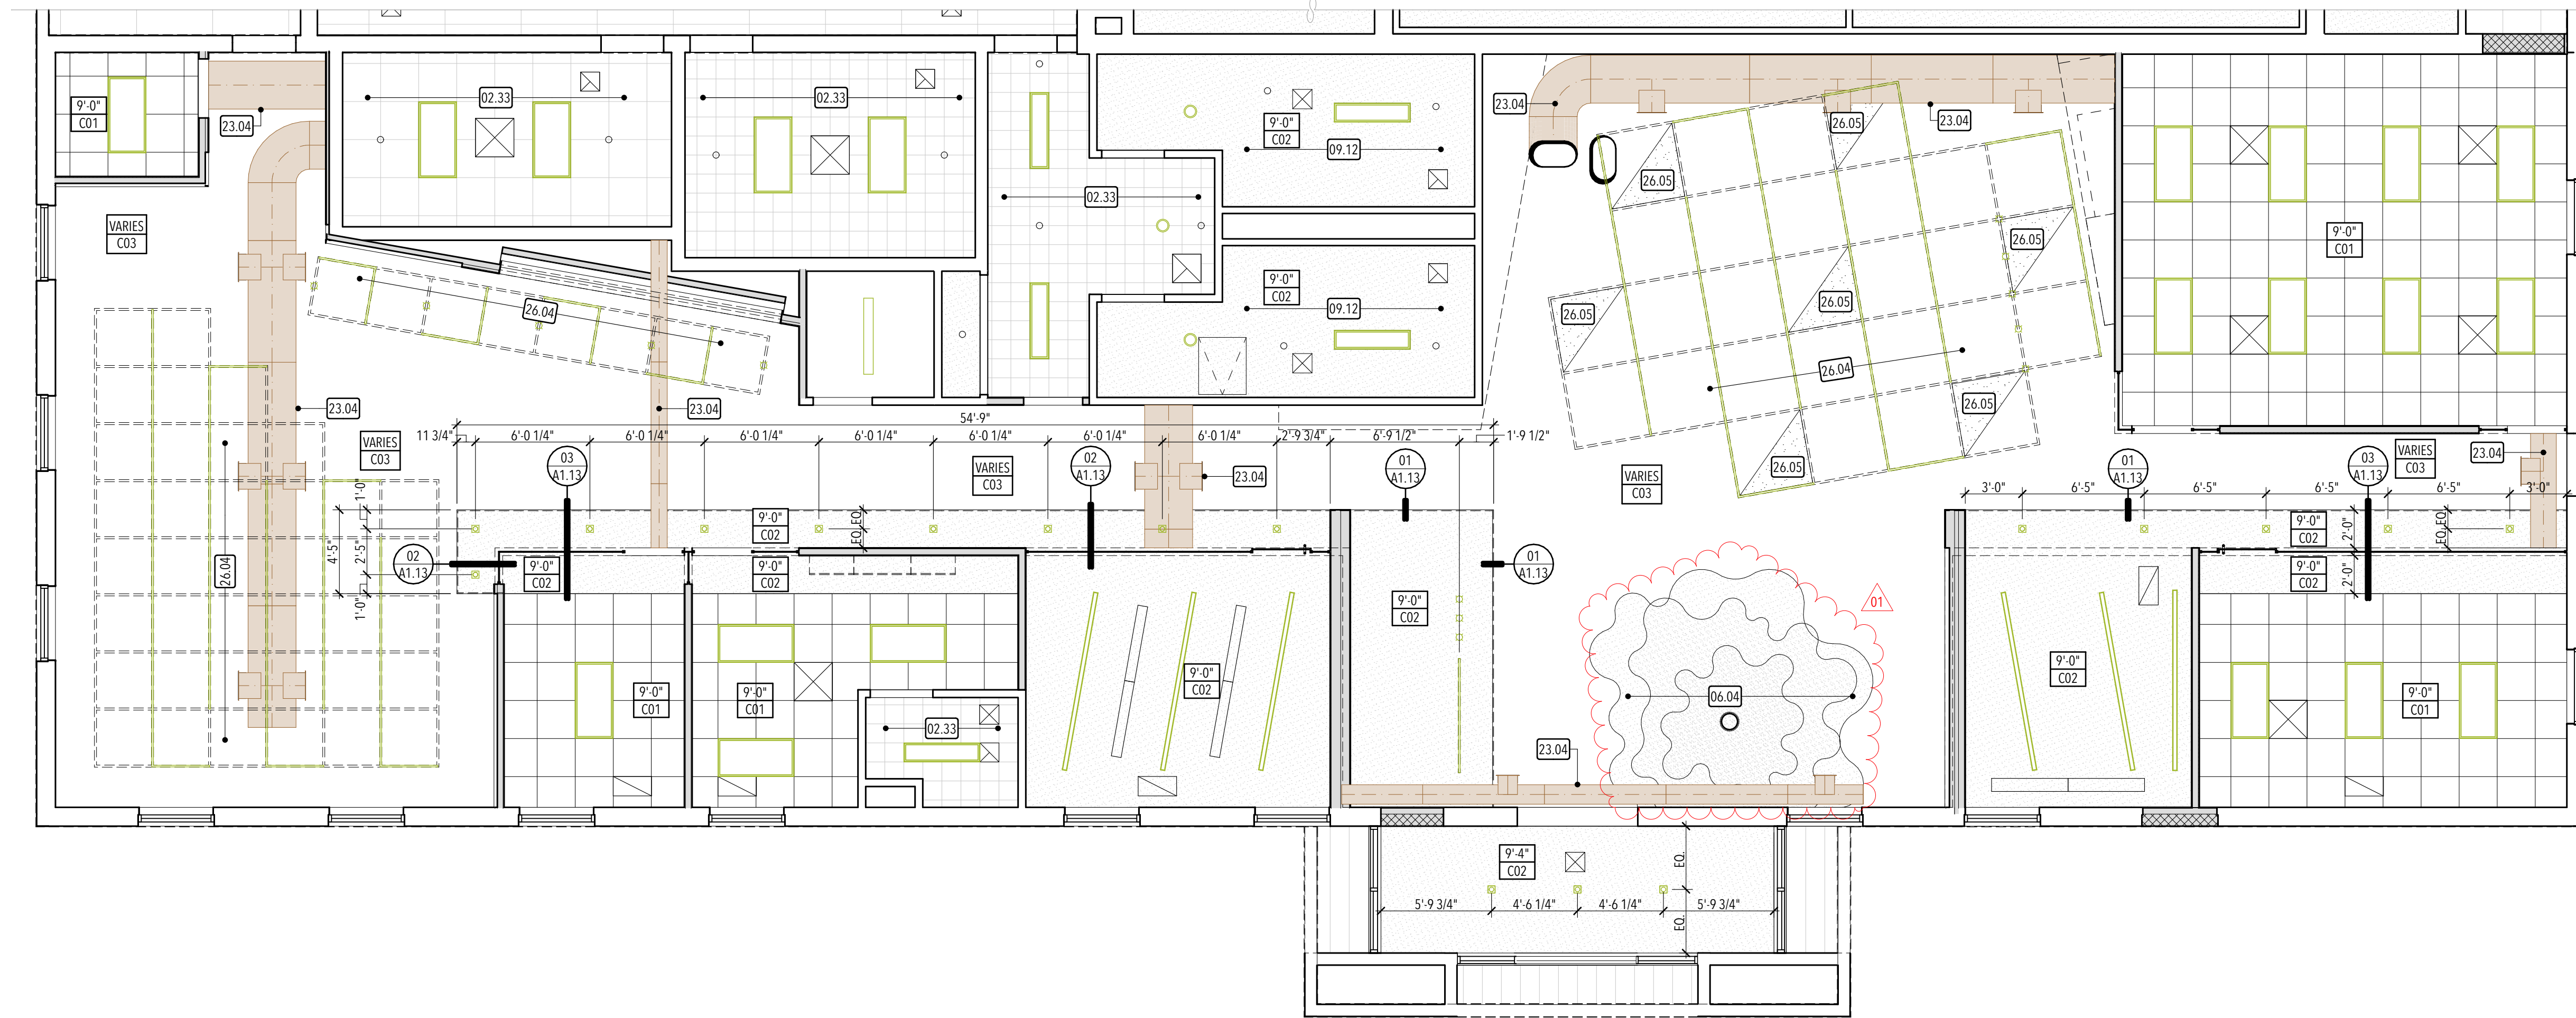 9'-0"
C01
23.04
02.33
02.33
02.33
9'-0"
C02
09.12
23.04
26.05
23.04
26.05
VARIES
C03
26.04
9'-0"
C02
09.12
26.05
26.05
26.05
26.04
26.05
26.05
9'-0"
C01
23.04
23.04
54'-9"
11 3/4"
6'-0 1/4"
6'-0 1/4"
6'-0 1/4"
6'-0 1/4"
6'-0 1/4"
6'-0 1/4"
6'-0 1/4"
2'-9 3/4"
6'-9 1/2"
1'-9 1/2"
VARIES
C03
03
A1.13
VARIES
C03
02
A1.13
23.04
01
A1.13
VARIES
C03
01
A1.13
03
A1.13
VARIES
C03
23.04
3'-0"
6'-5"
6'-5"
6'-5"
6'-5"
3'-0"
1'-0"
4'-5"
2'-5"
1'-0"
26.04
02
A1.13
9'-0"
C02
EQ.
EQ.
9'-0"
C02
9'-0"
C02
01
A1.13
9'-0"
C02
01
9'-0"
C02
2'-0"
EQ.
EQ.
9'-0"
C02
2'-0"
9'-0"
C01
9'-0"
C01
02.33
9'-0"
C02
06.04
23.04
9'-0"
C02
9'-0"
C01
9'-4"
C02
EQ.
EQ.
5'-9 3/4"
4'-6 1/4"
4'-6 1/4"
5'-9 3/4"